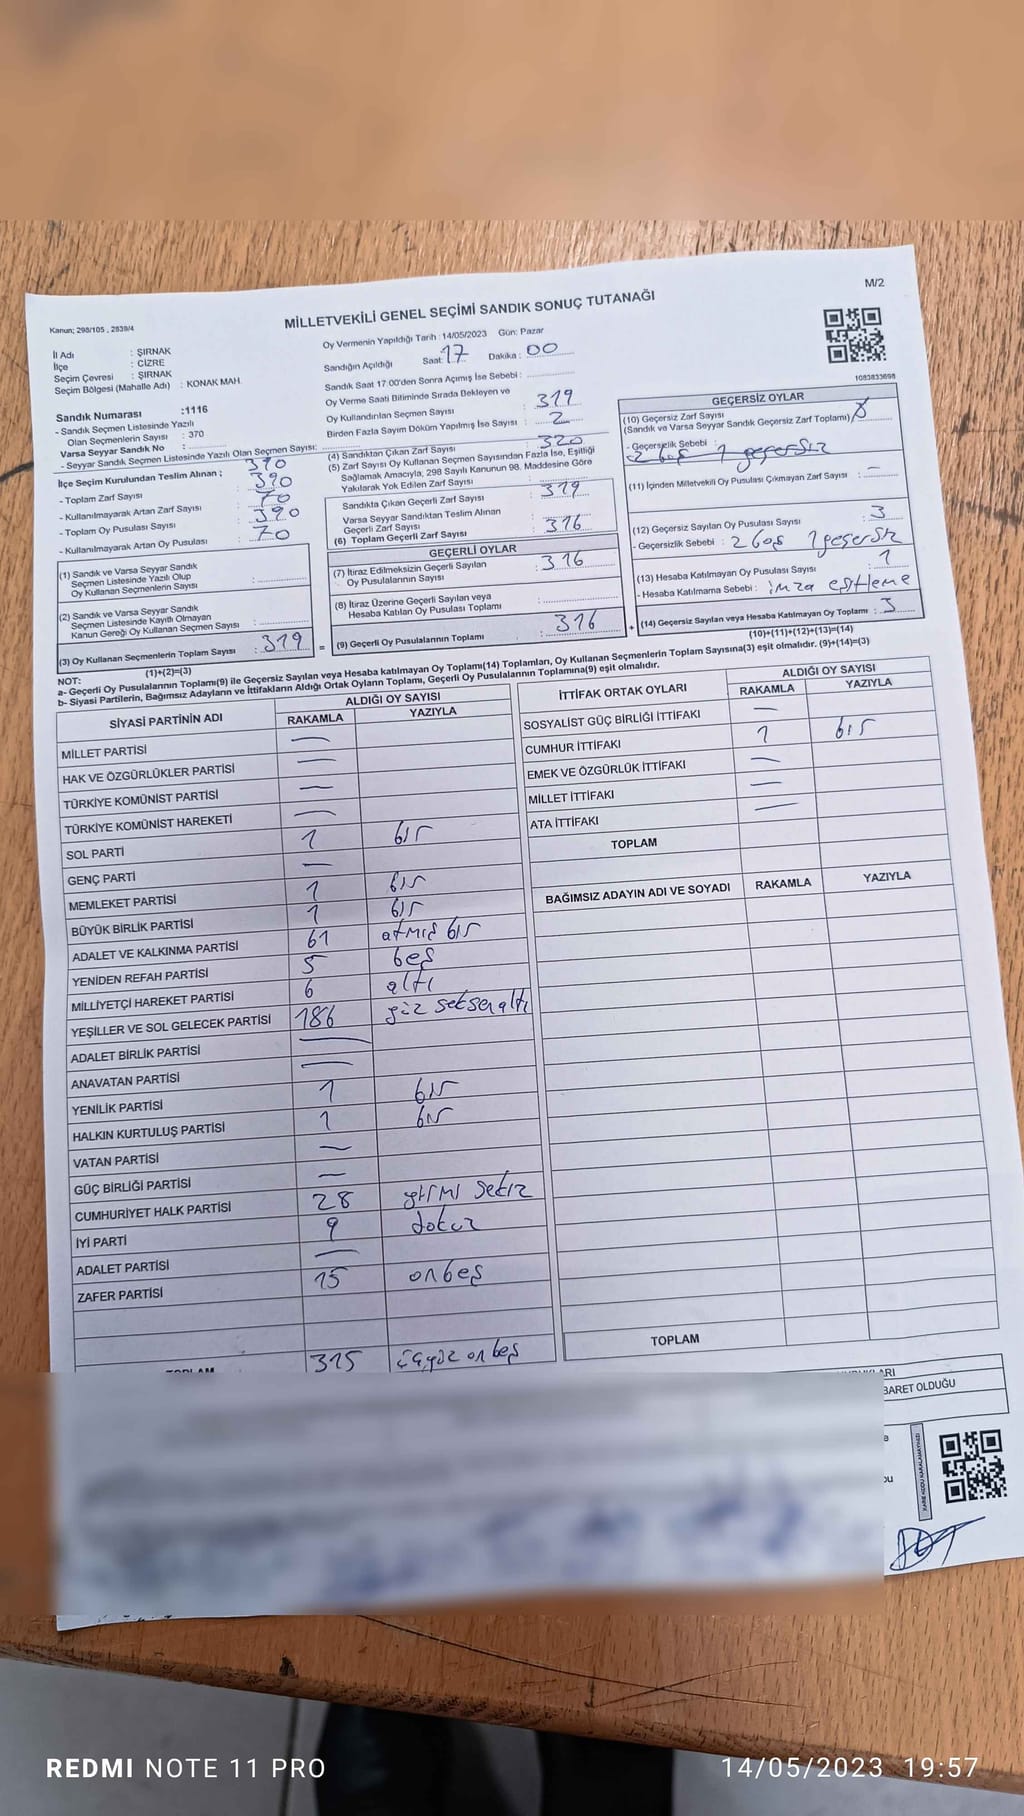 M/2
Kanun; 298/105 , 2839/4
MİLLETVEKİLİ GENEL SEÇİMİ SANDIK SONUÇ TUTANAĞI
1083833698
İl Adı : ŞIRNAK
İlçe : CİZRE
Seçim Çevresi : ŞIRNAK
Seçim Bölgesi (Mahalle Adı) : KONAK MAH.
Sandık Numarası :1116
- Sandık Seçmen Listesinde Yazılı
Olan Seçmenlerin Sayısı : 370
Varsa Seyyar Sandık No :
- Seyyar Sandık Seçmen Listesinde Yazılı Olan Seçmen Sayısı:
İlçe Seçim Kurulundan Teslim Alınan ;
- Toplam Zarf Sayısı : 390
- Kullanılmayarak Artan Zarf Sayısı : 70
- Toplam Oy Pusulası Sayısı : 390
- Kullanılmayarak Artan Oy Pusulası : 70
(1) Sandık ve Varsa Seyyar Sandık
Seçmen Listesinde Yazılı Olup
Oy Kullanan Seçmenlerin Sayısı :
(2) Sandık ve Varsa Seyyar Sandık
Seçmen Listesinde Kayıtlı Olmayan
Kanun Gereği Oy Kullanan Seçmen Sayısı :
(3) Oy Kullanan Seçmenlerin Toplam Sayısı : 319
(1)+(2)=(3)
Oy Vermenin Yapıldığı Tarih :14/05/2023 Gün: Pazar
Sandığın Açıldığı Saat: 17 Dakika : 00
Sandık Saat 17:00'den Sonra Açımış İse Sebebi :
Oy Verme Saati Bitiminde Sırada Bekleyen ve
Oy Kullandırılan Seçmen Sayısı : 319
Birden Fazla Sayım Döküm Yapılmış İse Sayısı : 2
(4) Sandıktan Çıkan Zarf Sayısı : 320
(5) Zarf Sayısı Oy Kullanan Seçmen Sayısından Fazla İse, Eşitliği
Sağlamak Amacıyla, 298 Sayılı Kanunun 98. Maddesine Göre
Yakılarak Yok Edilen Zarf Sayısı :
Sandıkta Çıkan Geçerli Zarf Sayısı : 319
Varsa Seyyar Sandıktan Teslim Alınan
Geçerli Zarf Sayısı :
(6) Toplam Geçerli Zarf Sayısı : 316
GEÇERLİ OYLAR
(7) İtiraz Edilmeksizin Geçerli Sayılan
Oy Pusulalarının Sayısı : 316
(8) İtiraz Üzerine Geçerli Sayılan veya
Hesaba Katılan Oy Pusulası Toplamı :
= (9) Geçerli Oy Pusulalarının Toplamı : 316
GEÇERSİZ OYLAR
(10) Geçersiz Zarf Sayısı
(Sandık ve Varsa Seyyar Sandık Geçersiz Zarf Toplamı)
- Geçersizlik Sebebi : 2 boş 1 geçersiz
(11) İçinden Milletvekili Oy Pusulası Çıkmayan Zarf Sayısı : —
(12) Geçersiz Sayılan Oy Pusulası Sayısı : 3
- Geçersizlik Sebebi : 2 boş 1 geçersiz
(13) Hesaba Katılmayan Oy Pusulası Sayısı : 1
- Hesaba Katılmama Sebebi : imza eşitleme
+ (14) Geçersiz Sayılan veya Hesaba Katılmayan Oy Toplamı : 3
(10)+(11)+(12)+(13)=(14)
NOT:
a- Geçerli Oy Pusulalarının Toplamı(9) ile Geçersiz Sayılan veya Hesaba katılmayan Oy Toplamı(14) Toplamları, Oy Kullanan Seçmenlerin Toplam Sayısına(3) eşit olmalıdır. (9)+(14)=(3)
b- Siyasi Partilerin, Bağımsız Adayların ve İttifakların Aldığı Ortak Oyların Toplamı, Geçerli Oy Pusulalarının Toplamına(9) eşit olmalıdır.
SİYASİ PARTİNİN ADI ALDIĞI OY SAYISI
RAKAMLA YAZIYLA
MİLLET PARTİSİ —
HAK VE ÖZGÜRLÜKLER PARTİSİ —
TÜRKİYE KOMÜNİST PARTİSİ —
TÜRKİYE KOMÜNİST HAREKETİ —
SOL PARTİ 1 bir
GENÇ PARTİ —
MEMLEKET PARTİSİ 1 bir
BÜYÜK BİRLİK PARTİSİ 1 bir
ADALET VE KALKINMA PARTİSİ 61 atmış bir
YENİDEN REFAH PARTİSİ 5 beş
MİLLİYETÇİ HAREKET PARTİSİ 6 altı
YEŞİLLER VE SOL GELECEK PARTİSİ 186 yüz seksenaltı
ADALET BİRLİK PARTİSİ —
ANAVATAN PARTİSİ —
YENİLİK PARTİSİ 1 bir
HALKIN KURTULUŞ PARTİSİ 1 bir
VATAN PARTİSİ —
GÜÇ BİRLİĞİ PARTİSİ —
CUMHURİYET HALK PARTİSİ 28 yirmi sekiz
İYİ PARTİ 9 dokuz
ADALET PARTİSİ —
ZAFER PARTİSİ 15 onbeş
TOPLAM 315 üçyüz on beş
İTTİFAK ORTAK OYLARI ALDIĞI OY SAYISI
RAKAMLA YAZIYLA
SOSYALİST GÜÇ BİRLİĞİ İTTİFAKI —
CUMHUR İTTİFAKI 1 bir
EMEK VE ÖZGÜRLÜK İTTİFAKI —
MİLLET İTTİFAKI —
ATA İTTİFAKI —
TOPLAM
BAĞIMSIZ ADAYIN ADI VE SOYADI RAKAMLA YAZIYLA
TOPLAM
BARET OLDUĞU
REDMI NOTE 11 PRO
14/05/2023 19:57